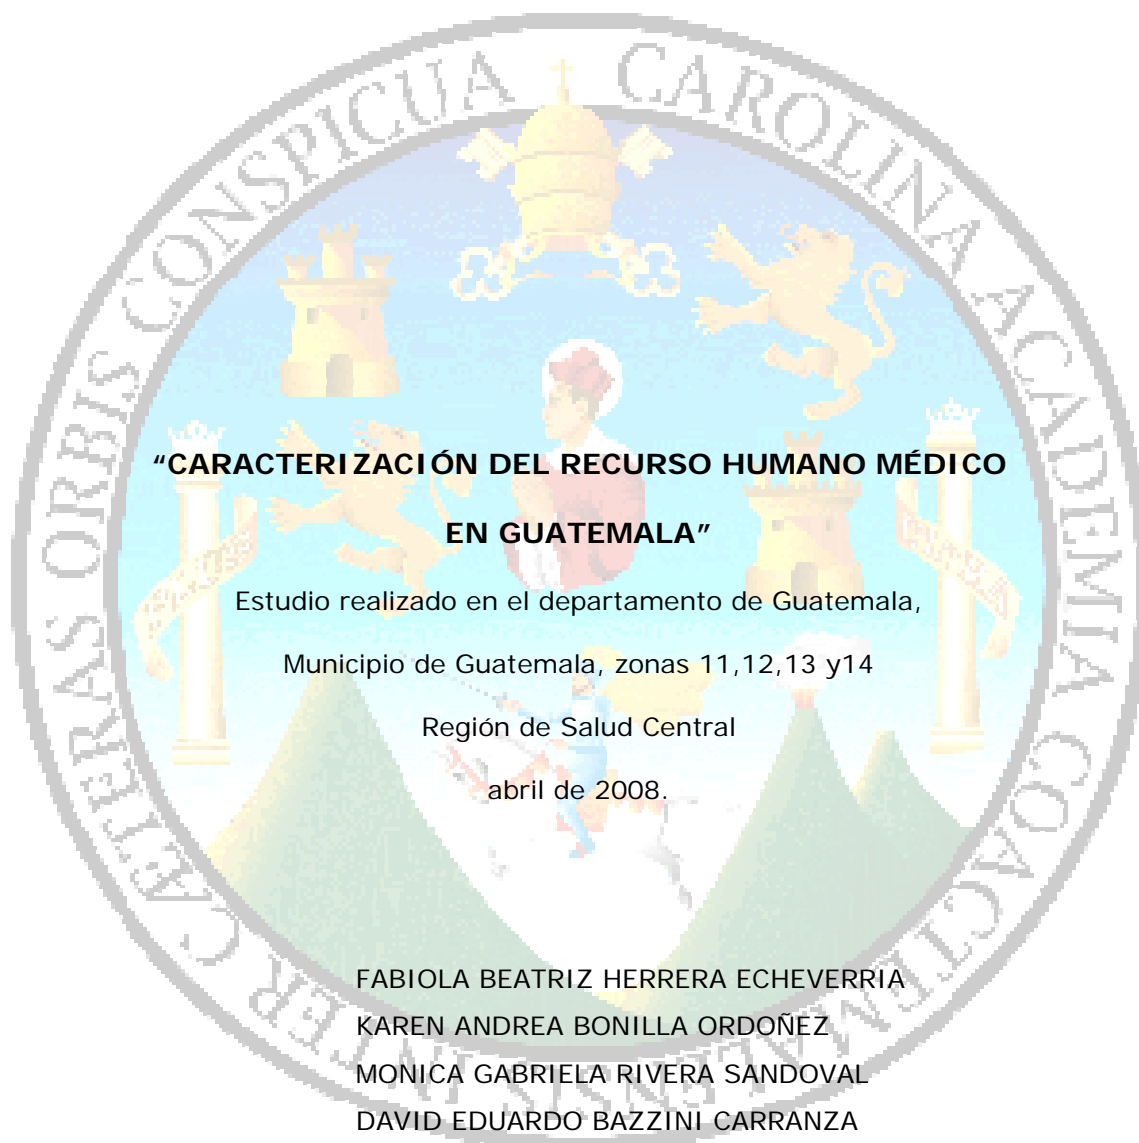 CAROLINA ACADEMIA COACTEMALENSIS INTER CÆTERAS ORBIS CONSPICUA
“CARACTERIZACIÓN DEL RECURSO HUMANO MÉDICO
EN GUATEMALA”
Estudio realizado en el departamento de Guatemala,
Municipio de Guatemala, zonas 11,12,13 y14
Región de Salud Central
abril de 2008.
FABIOLA BEATRIZ HERRERA ECHEVERRIA
KAREN ANDREA BONILLA ORDOÑEZ
MONICA GABRIELA RIVERA SANDOVAL
DAVID EDUARDO BAZZINI CARRANZA